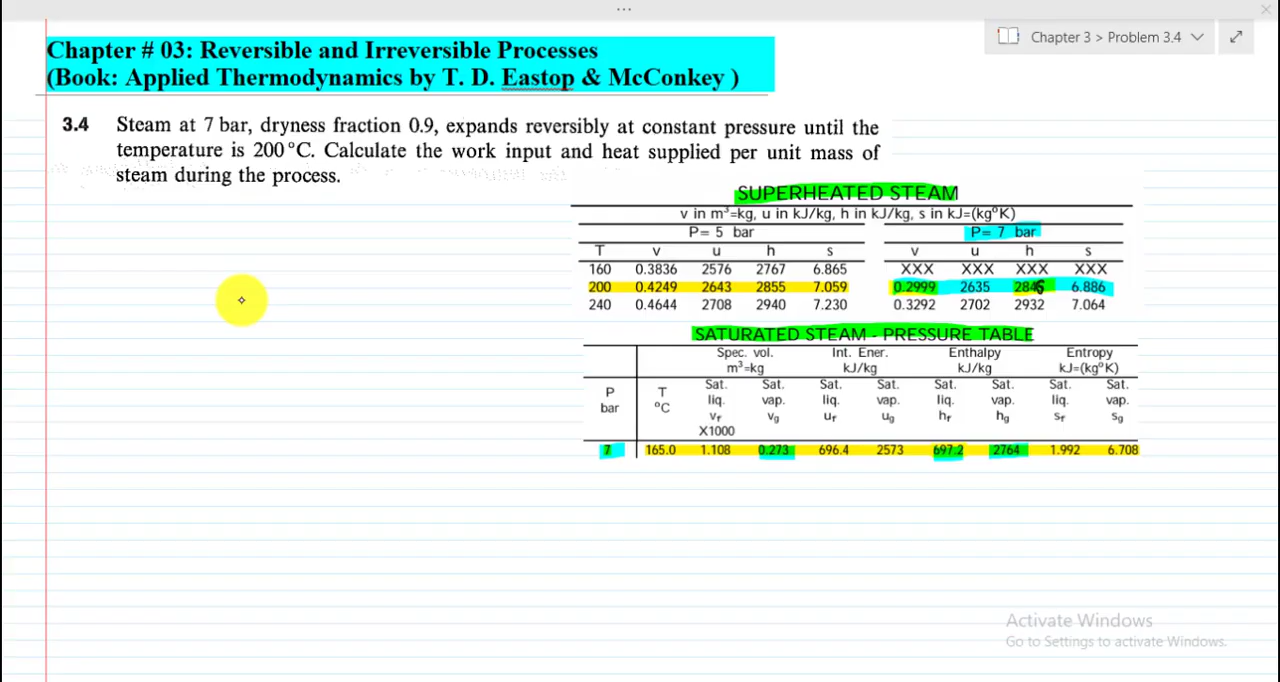 ...
Chapter 3 > Problem 3.4
Chapter # 03: Reversible and Irreversible Processes
(Book: Applied Thermodynamics by T. D. Eastop & McConkey )
3.4 Steam at 7 bar, dryness fraction 0.9, expands reversibly at constant pressure until the
temperature is 200 °C. Calculate the work input and heat supplied per unit mass of
steam during the process.
SUPERHEATED STEAM
v in m³=kg, u in kJ/kg, h in kJ/kg, s in kJ=(kg°K)
P= 5 bar P= 7 bar
T v u h s v u h s
160 0.3836 2576 2767 6.865 XXX XXX XXX XXX
200 0.4249 2643 2855 7.059 0.2999 2635 2846 6.886
240 0.4644 2708 2940 7.230 0.3292 2702 2932 7.064
SATURATED STEAM - PRESSURE TABLE
Spec. vol. Int. Ener. Enthalpy Entropy
m³=kg kJ/kg kJ/kg kJ=(kg°K)
Sat. Sat. Sat. Sat. Sat. Sat. Sat. Sat.
P T liq. vap. liq. vap. liq. vap. liq. vap.
bar °C vf vg uf ug hf hg sf sg
X1000
7 165.0 1.108 0.273 696.4 2573 697.2 2764 1.992 6.708
Activate Windows
Go to Settings to activate Windows.